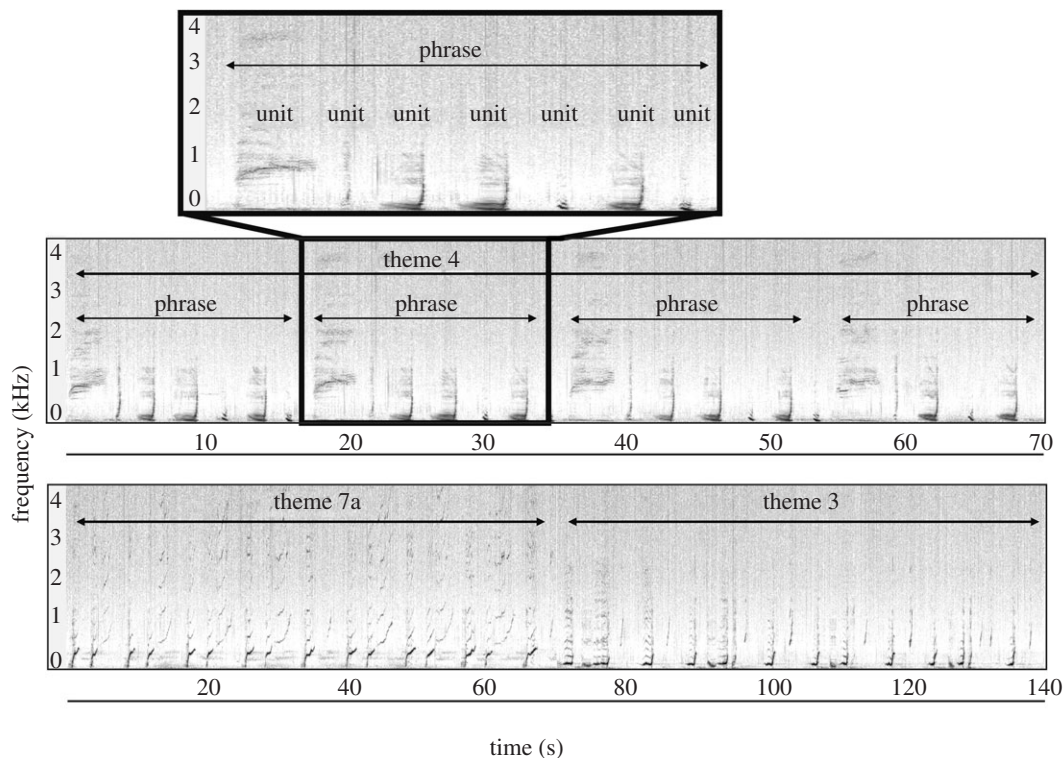 4
phrase
3
2
unit unit unit unit unit unit unit
1
0
4
theme 4
3
phrase phrase phrase phrase
2
1
0
10 20 30 40 50 60 70
frequency (kHz)
4
theme 7a theme 3
3
2
1
0
20 40 60 80 100 120 140
time (s)